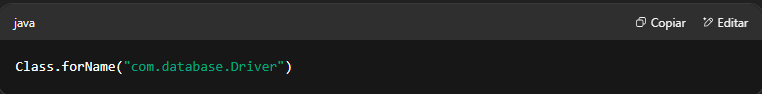 java
Copiar
Editar
Class.forName("com.database.Driver")